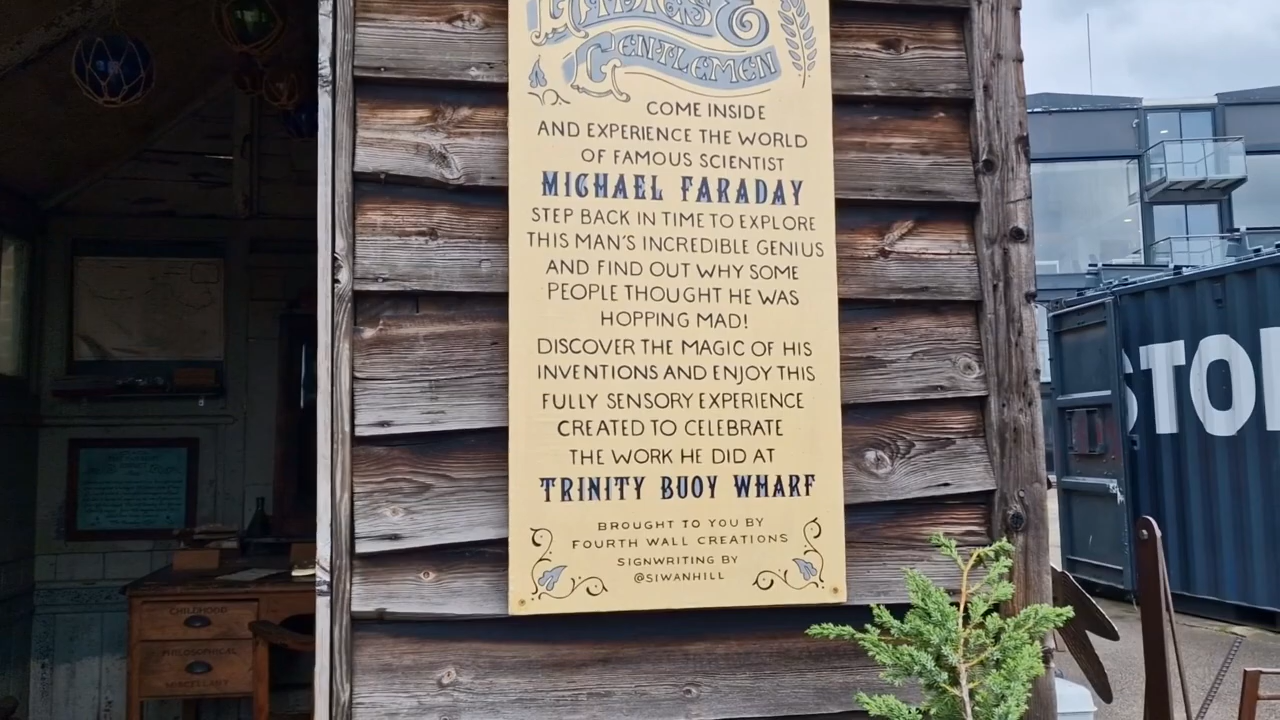 GENTLEMEN
COME INSIDE
AND EXPERIENCE THE WORLD
OF FAMOUS SCIENTIST
MICHAEL FARADAY
STEP BACK IN TIME TO EXPLORE
THIS MAN'S INCREDIBLE GENIUS
AND FIND OUT WHY SOME
PEOPLE THOUGHT HE WAS
HOPPING MAD!
DISCOVER THE MAGIC OF HIS
INVENTIONS AND ENJOY THIS
FULLY SENSORY EXPERIENCE
CREATED TO CELEBRATE
THE WORK HE DID AT
TRINITY BUOY WHARF
BROUGHT TO YOU BY
FOURTH WALL CREATIONS
SIGNWRITING BY
@SIWANHILL
STO
CHILDHOOD
PHILOSOPHICAL
MISCELLANY